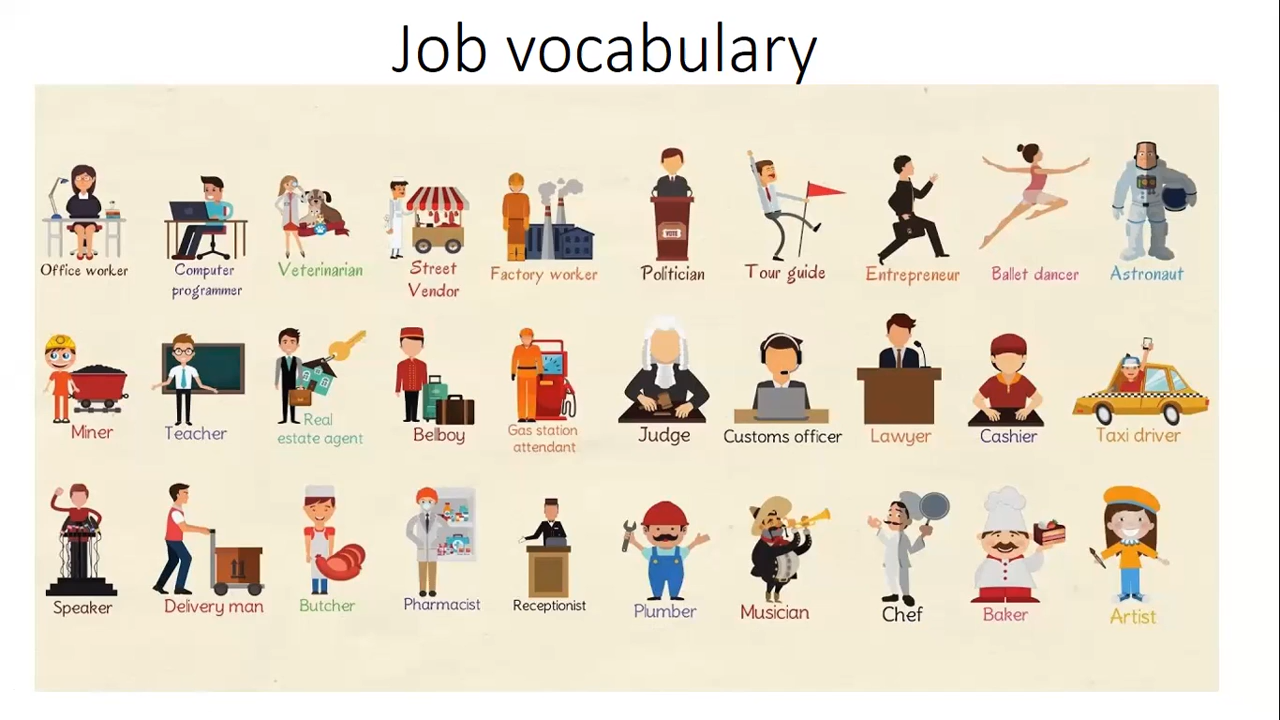 Job vocabulary
Office worker
Computer
programmer
Veterinarian
Street
Vendor
Factory worker
VOTE
Politician
Tour guide
Entrepreneur
Ballet dancer
Astronaut
Miner
Teacher
Real
estate agent
Belboy
Gas station
attendant
Judge
Customs officer
Lawyer
Cashier
Taxi driver
Speaker
Delivery man
Butcher
Pharmacist
Receptionist
Plumber
Musician
Chef
Baker
Artist